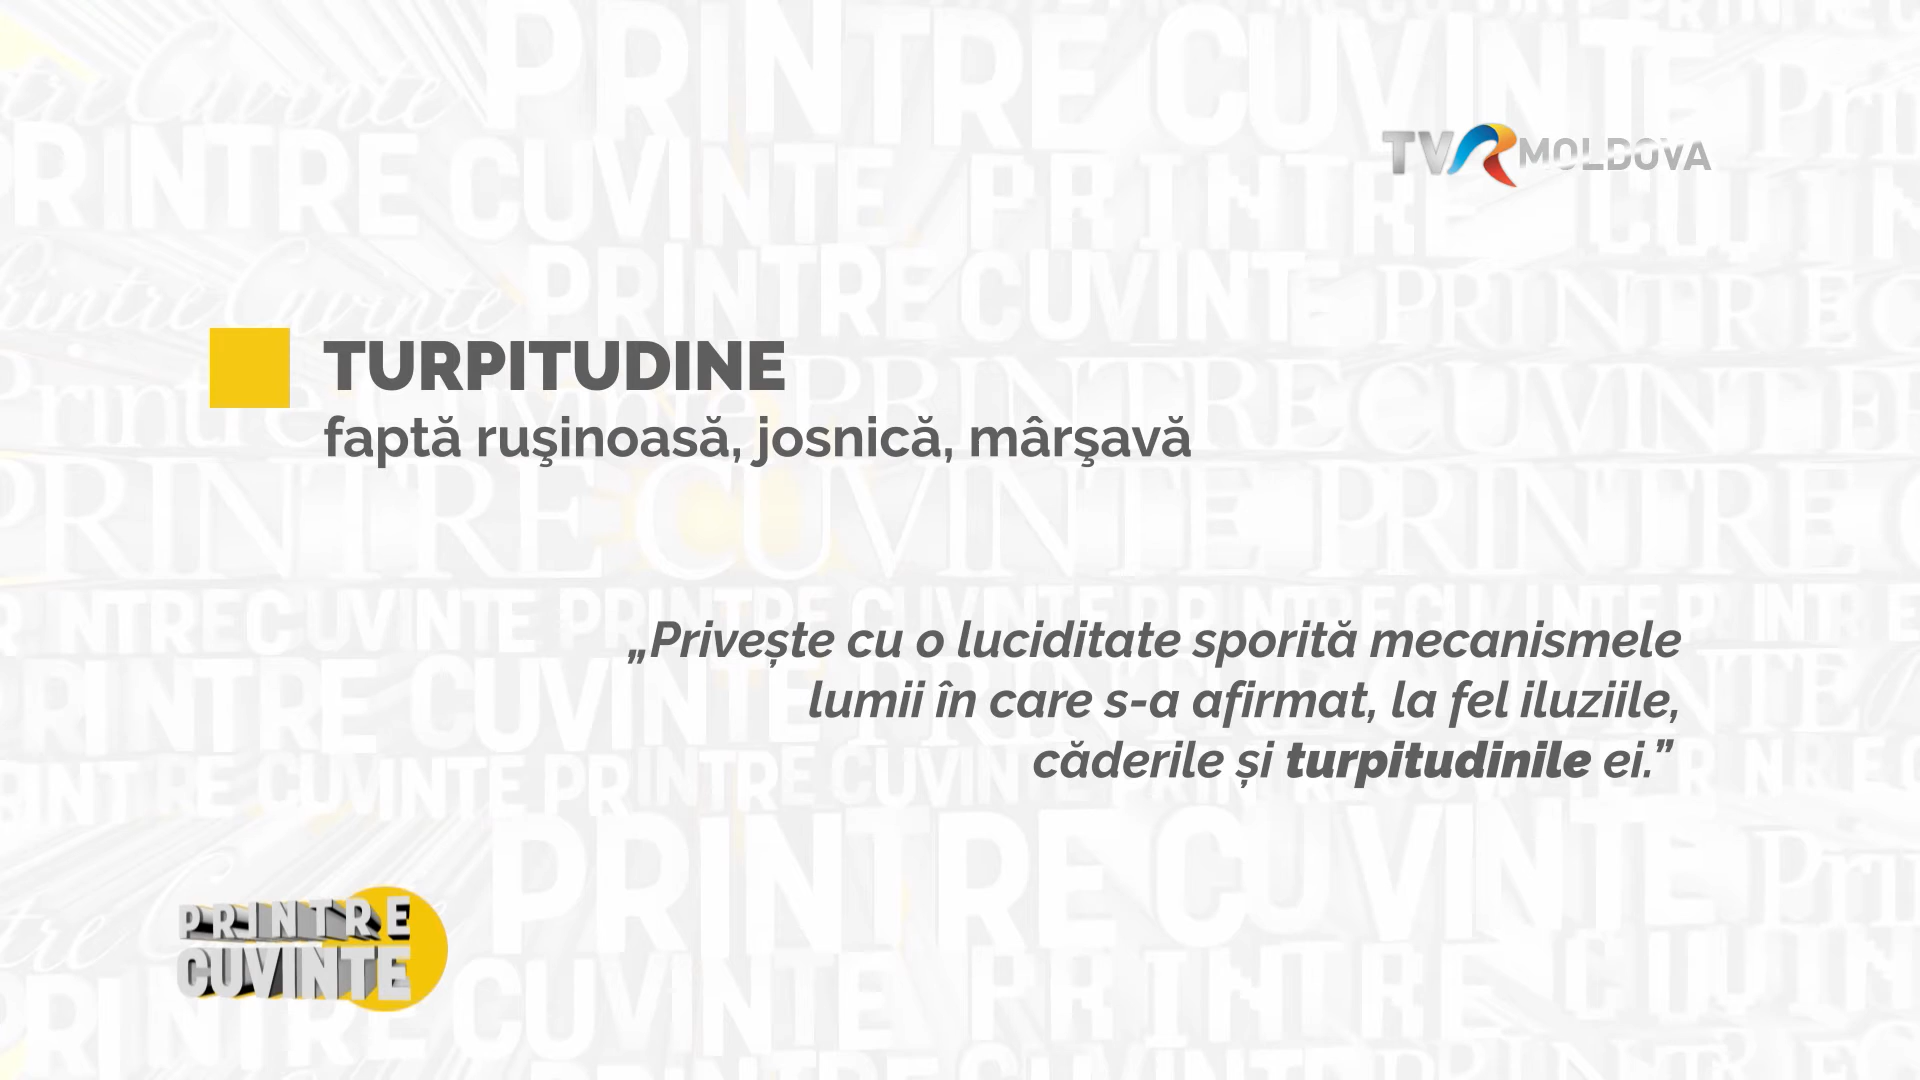 TVR MOLDOVA
TURPITUDINE
faptă ruşinoasă, josnică, mârşavă
„Privește cu o luciditate sporită mecanismele
lumii în care s-a afirmat, la fel iluziile,
căderile și turpitudinile ei.”
PRINTRE
CUVINTE